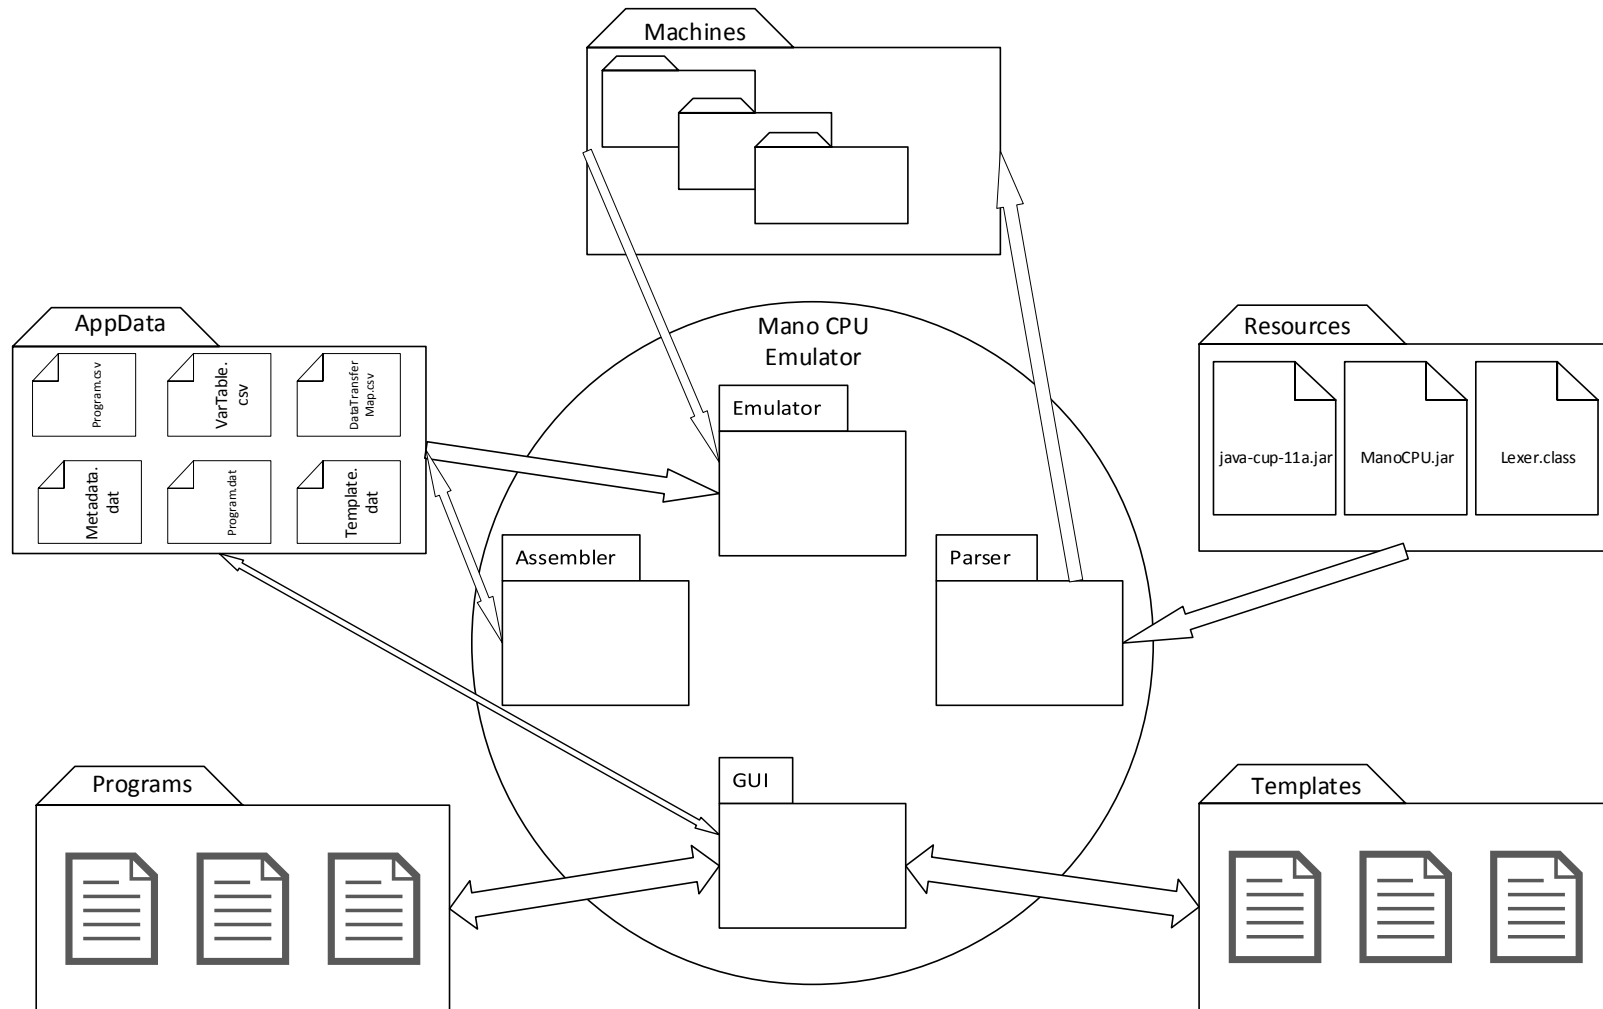 Machines
AppData
Program.csv
VarTable.
csv
DataTransfer
Map.csv
Metadata.
dat
Program.dat
Template.
dat
Mano CPU
Emulator
Emulator
Assembler
Parser
GUI
Resources
java-cup-11a.jar
ManoCPU.jar
Lexer.class
Programs
Templates